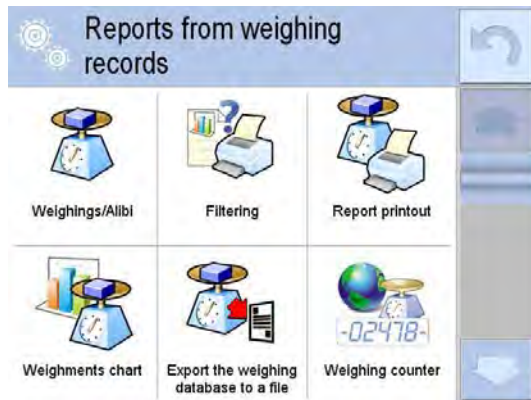 Reports from weighing
records
Weighings/Alibi
Filtering
Report printout
Weighments chart
Export the weighing
database to a file
-02478-
Weighing counter